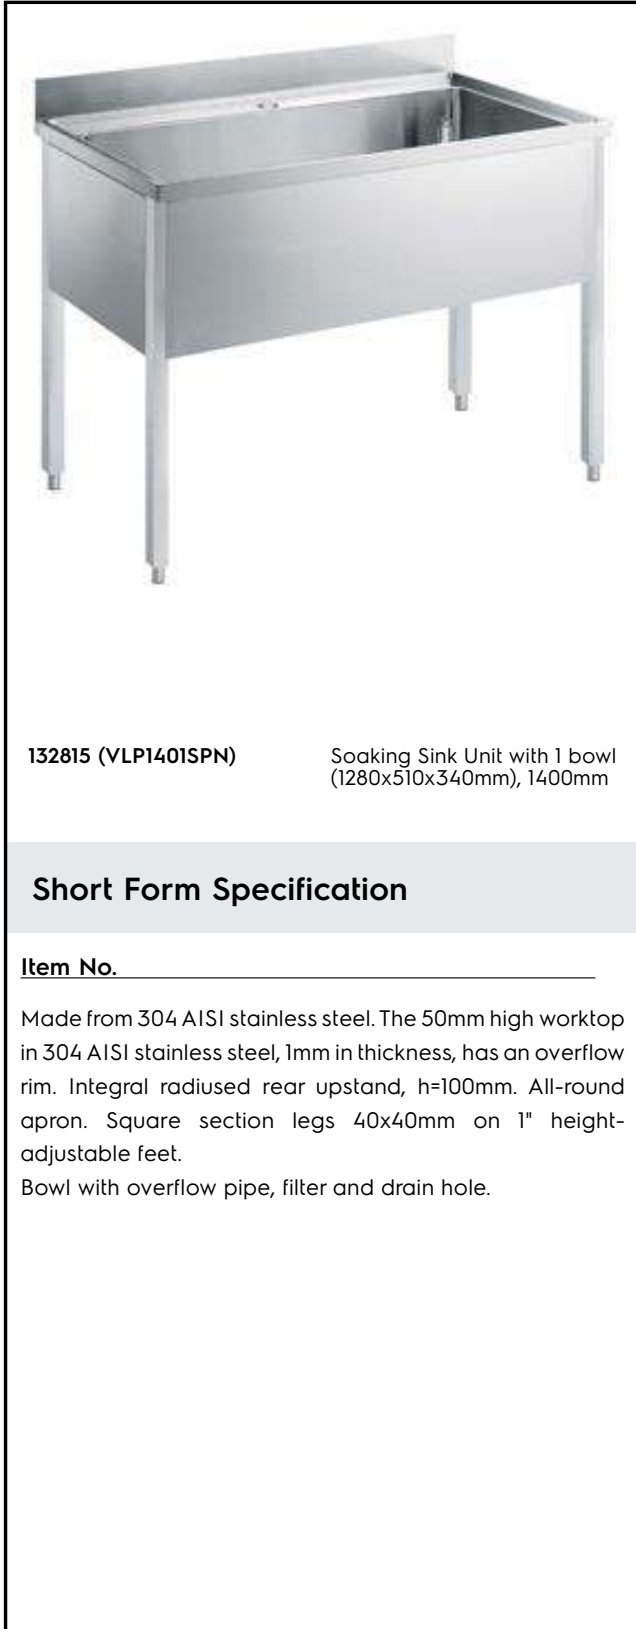 132815 (VLP1401SPN)
Soaking Sink Unit with 1 bowl
(1280x510x340mm), 1400mm
Short Form Specification
Item No.
Made from 304 AISI stainless steel. The 50mm high worktop
in 304 AISI stainless steel, 1mm in thickness, has an overflow
rim. Integral radiused rear upstand, h=100mm. All-round
apron. Square section legs 40x40mm on 1" height-
adjustable feet.
Bowl with overflow pipe, filter and drain hole.